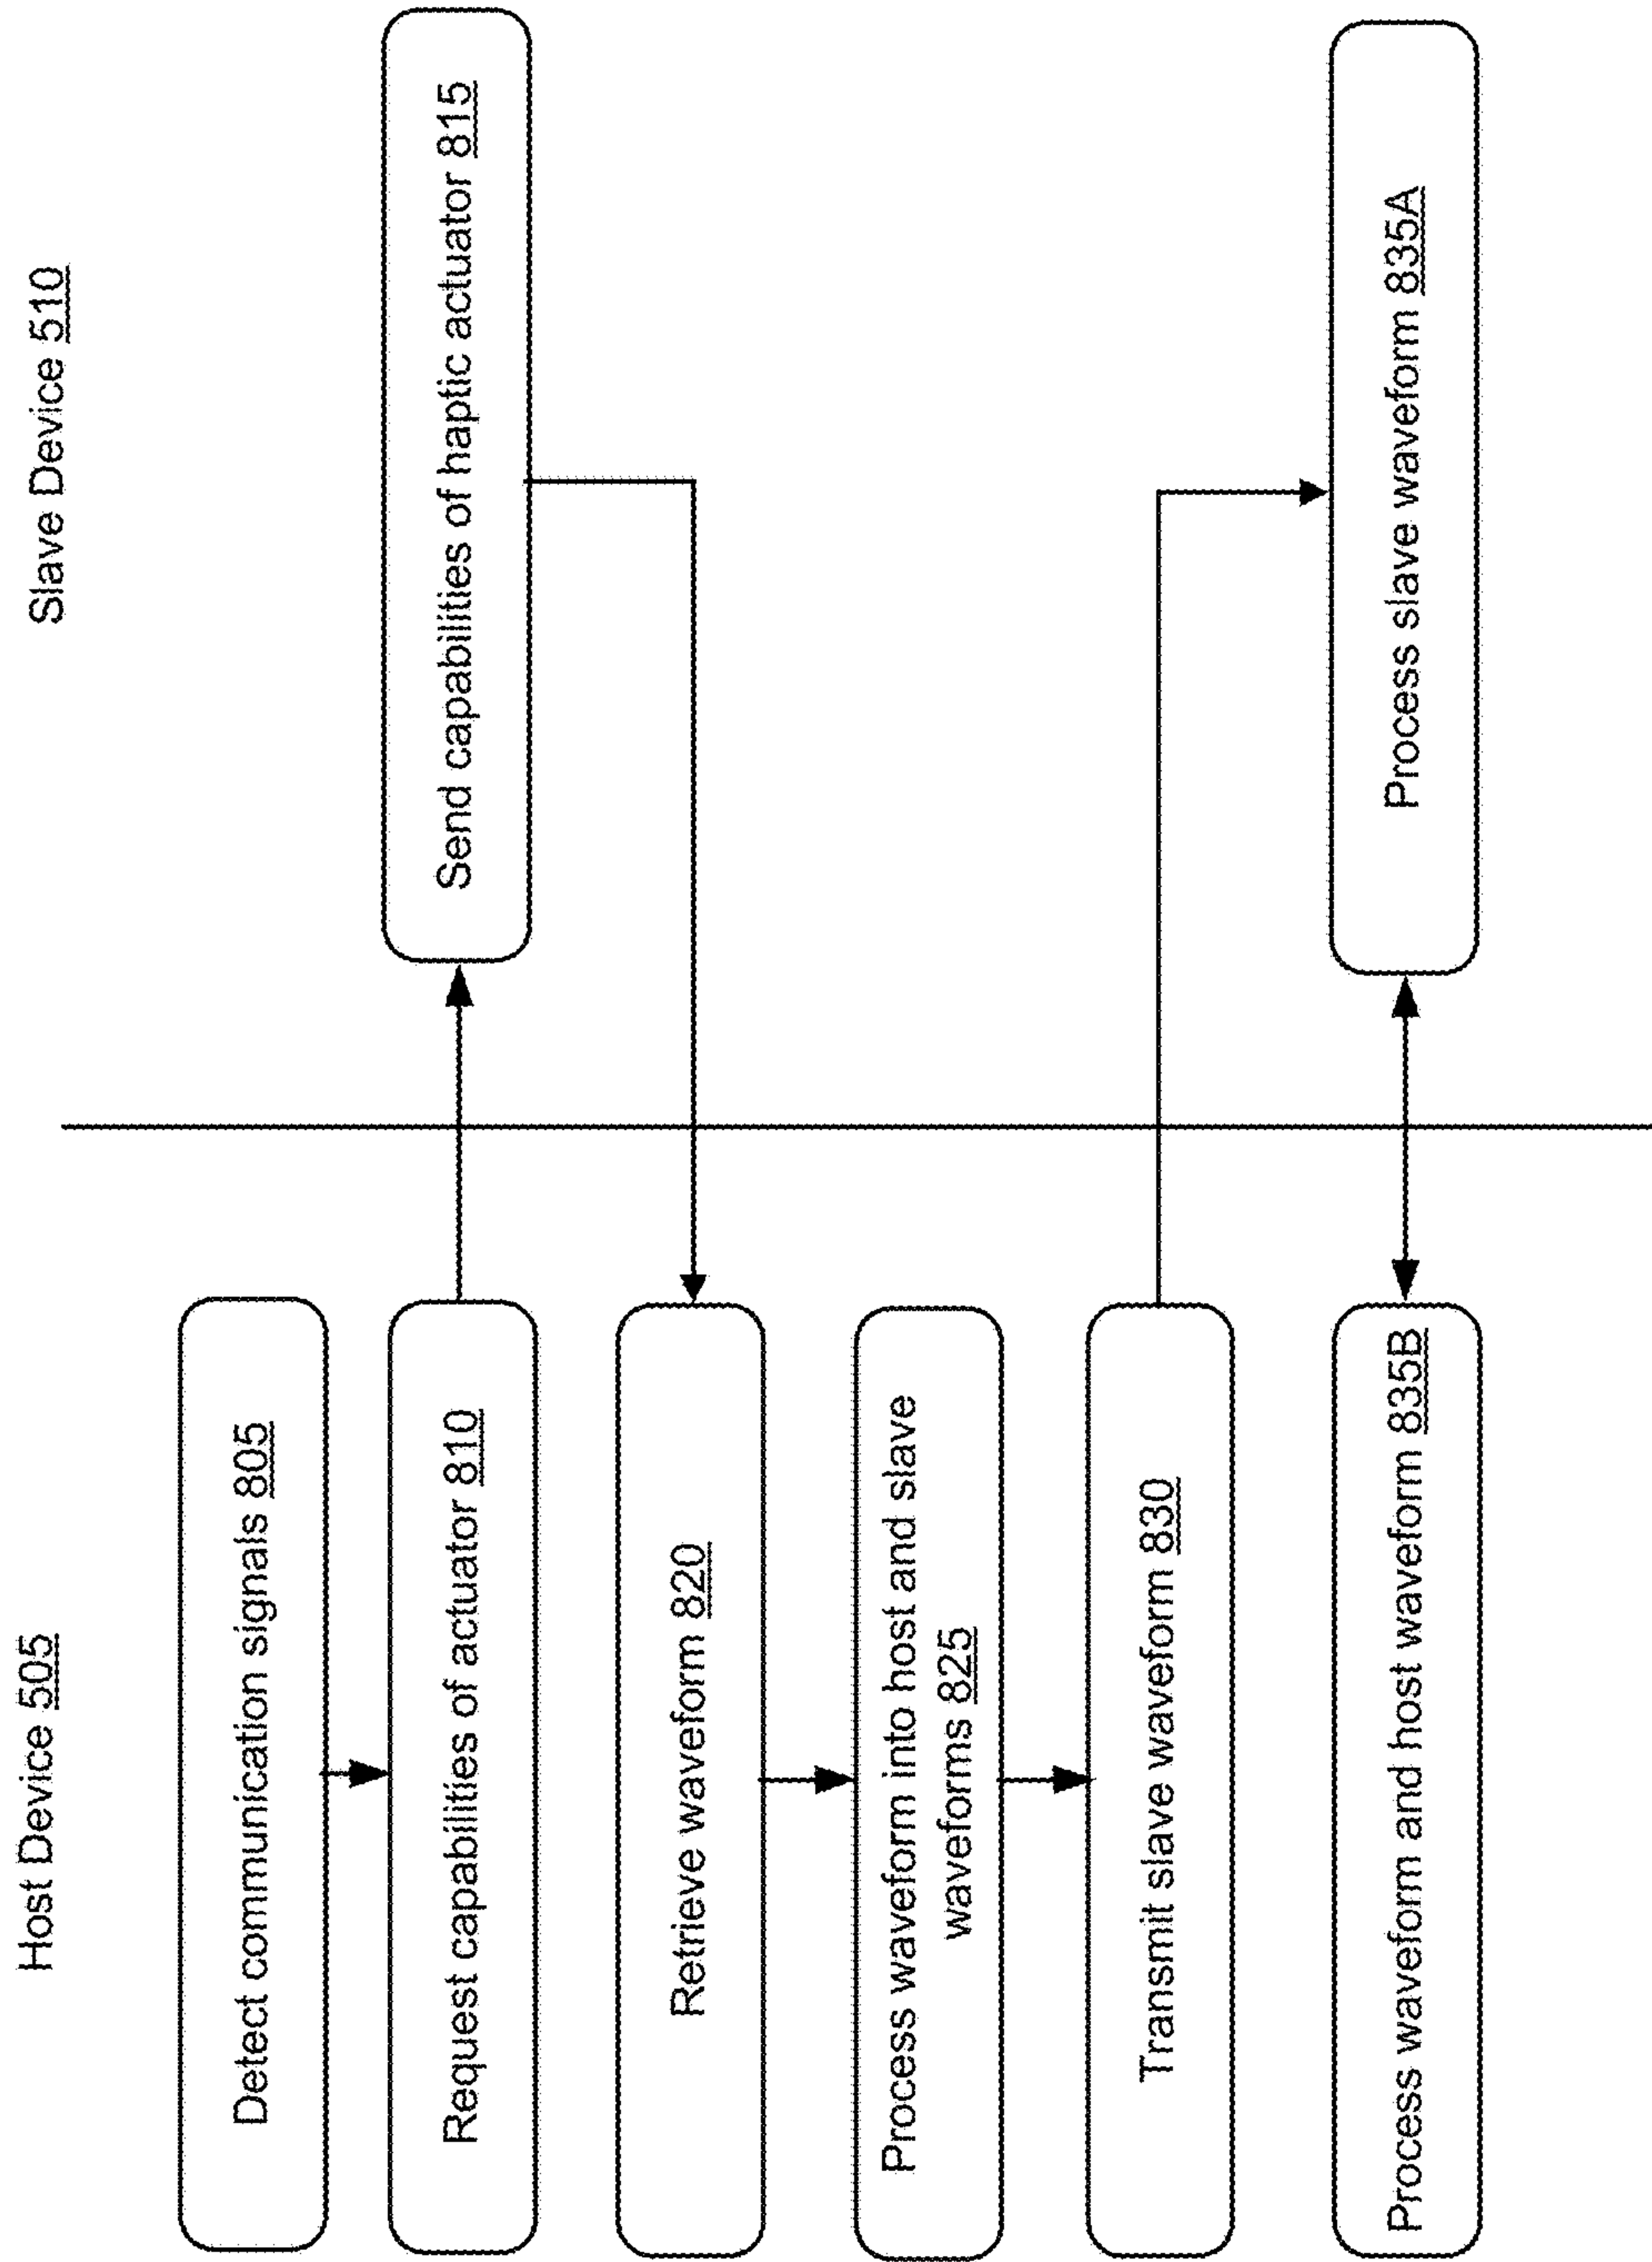 Host Device 505
Slave Device 510
Detect communication signals 805
Request capabilities of actuator 810
Send capabilities of haptic actuator 815
Retrieve waveform 820
Process waveform into host and slave
waveforms 825
Transmit slave waveform 830
Process waveform and host waveform 835B
Process slave waveform 835A